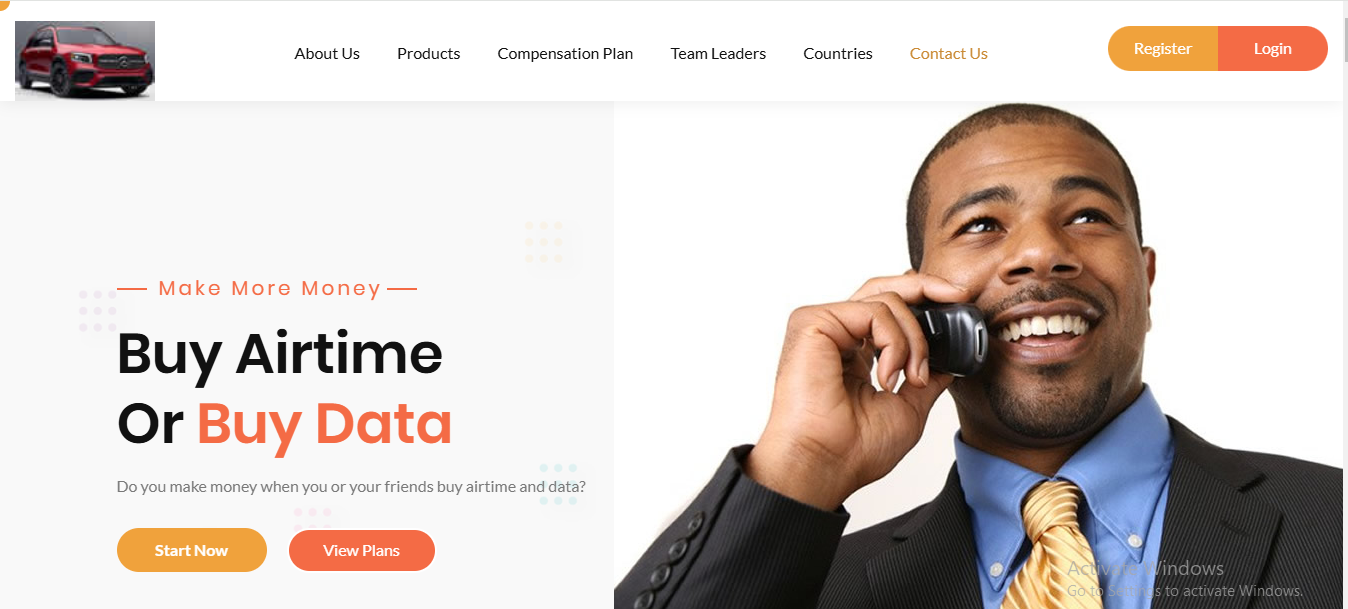 About Us
Products
Compensation Plan
Team Leaders
Countries
Contact Us
Register
Login
Make More Money
Buy Airtime
Or Buy Data
Do you make money when you or your friends buy airtime and data?
Start Now
View Plans
Activate Windows
Go to Settings to activate Windows.